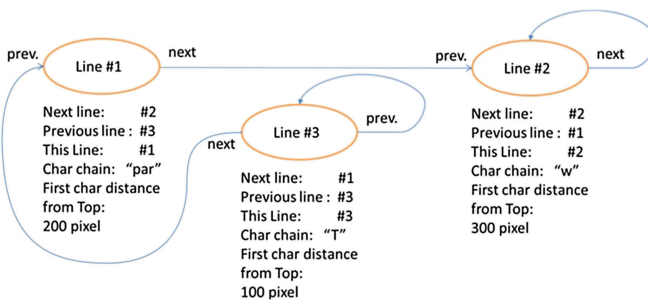 prev.
Line #1
next
Next line: #2
Previous line : #3
This Line: #1
Char chain: “par”
First char distance
from Top:
200 pixel
next
Line #3
prev.
Next line: #1
Previous line : #3
This Line: #3
Char chain: “T”
First char distance
from Top:
100 pixel
prev.
Line #2
next
Next line: #2
Previous line : #1
This Line: #2
Char chain: “w”
First char distance
from Top:
300 pixel